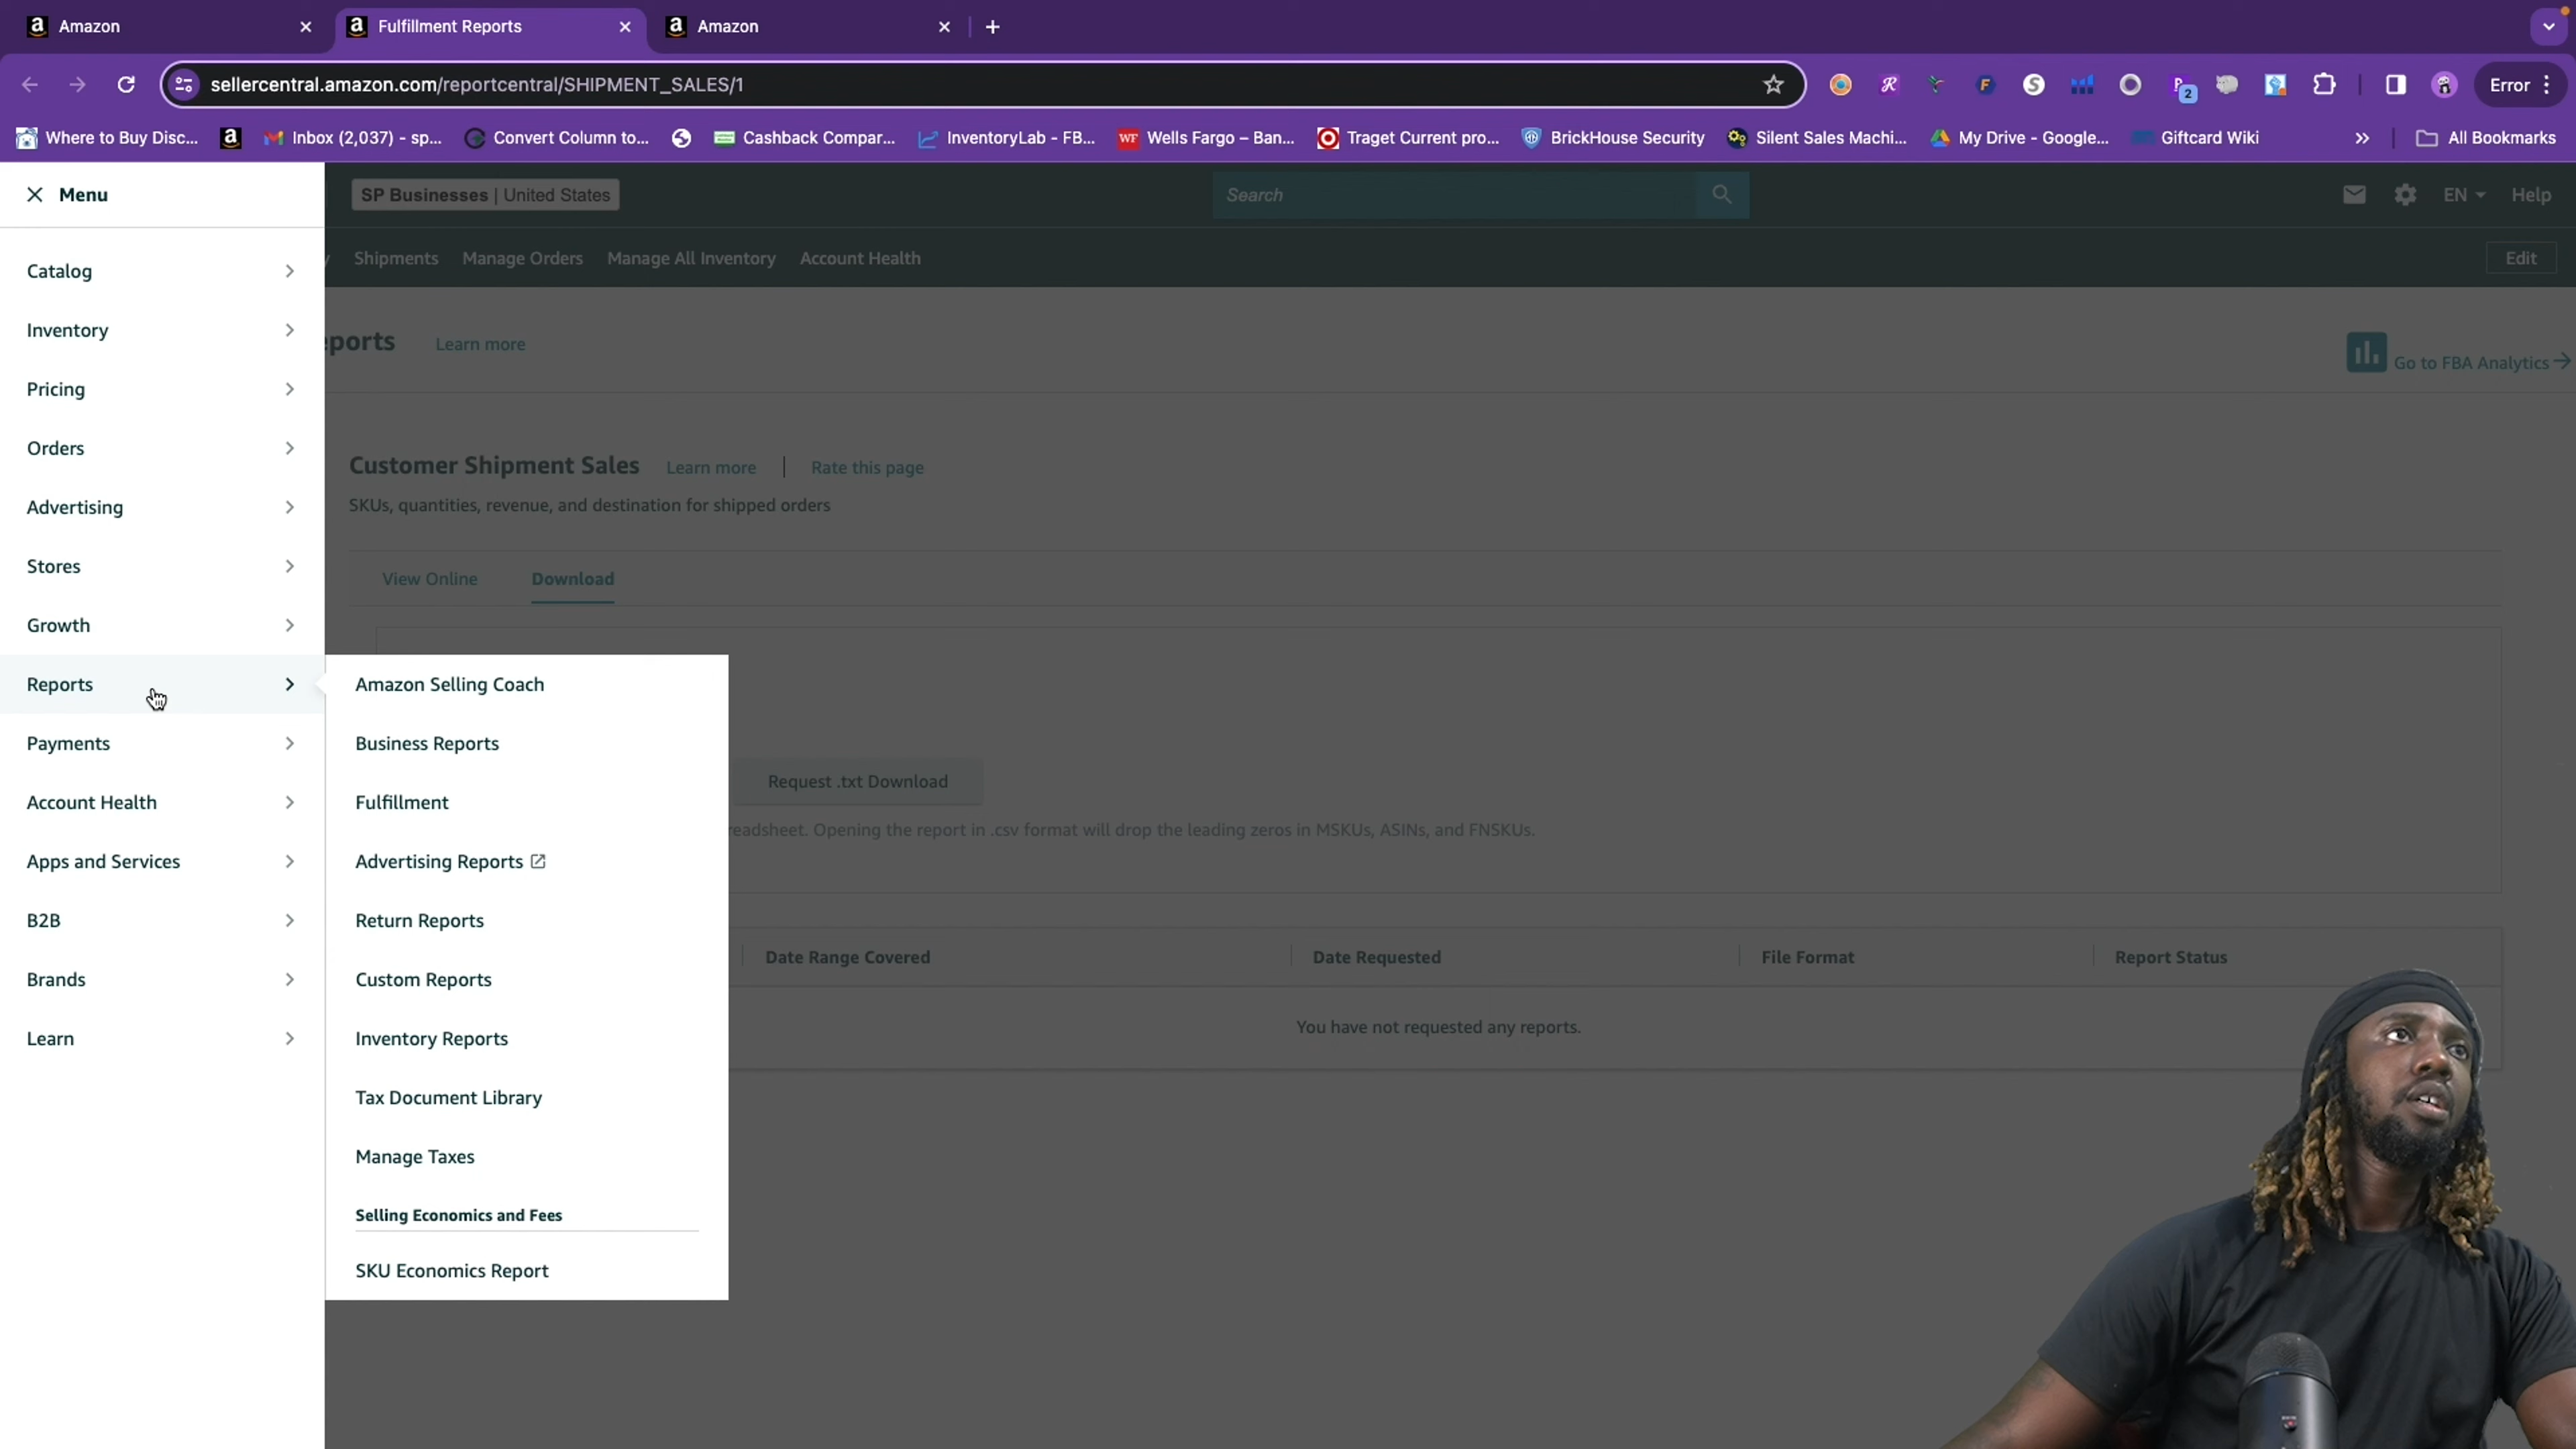 Amazon
Fulfillment Reports
Amazon
sellercentral.amazon.com/reportcentral/SHIPMENT_SALES/1
2
Error
Where to Buy Disc...
Inbox (2,037) - sp...
Convert Column to...
Cashback Compar...
InventoryLab - FB...
WF Wells Fargo – Ban...
Traget Current pro...
BrickHouse Security
Silent Sales Machi...
My Drive - Google...
Giftcard Wiki
All Bookmarks
Menu
SP Businesses | United States
Search
EN
Help
Shipments
Manage Orders
Manage All Inventory
Account Health
Edit
Catalog
Inventory
Pricing
Orders
Advertising
Stores
Growth
Reports
Payments
Account Health
Apps and Services
B2B
Brands
Learn
Amazon Selling Coach
Business Reports
Fulfillment
Advertising Reports
Return Reports
Custom Reports
Inventory Reports
Tax Document Library
Manage Taxes
Selling Economics and Fees
SKU Economics Report
eports
Learn more
Go to FBA Analytics
Customer Shipment Sales
Learn more
Rate this page
SKUs, quantities, revenue, and destination for shipped orders
View Online
Download
Request .txt Download
readsheet. Opening the report in .csv format will drop the leading zeros in MSKUs, ASINs, and FNSKUs.
Date Range Covered
Date Requested
File Format
Report Status
You have not requested any reports.